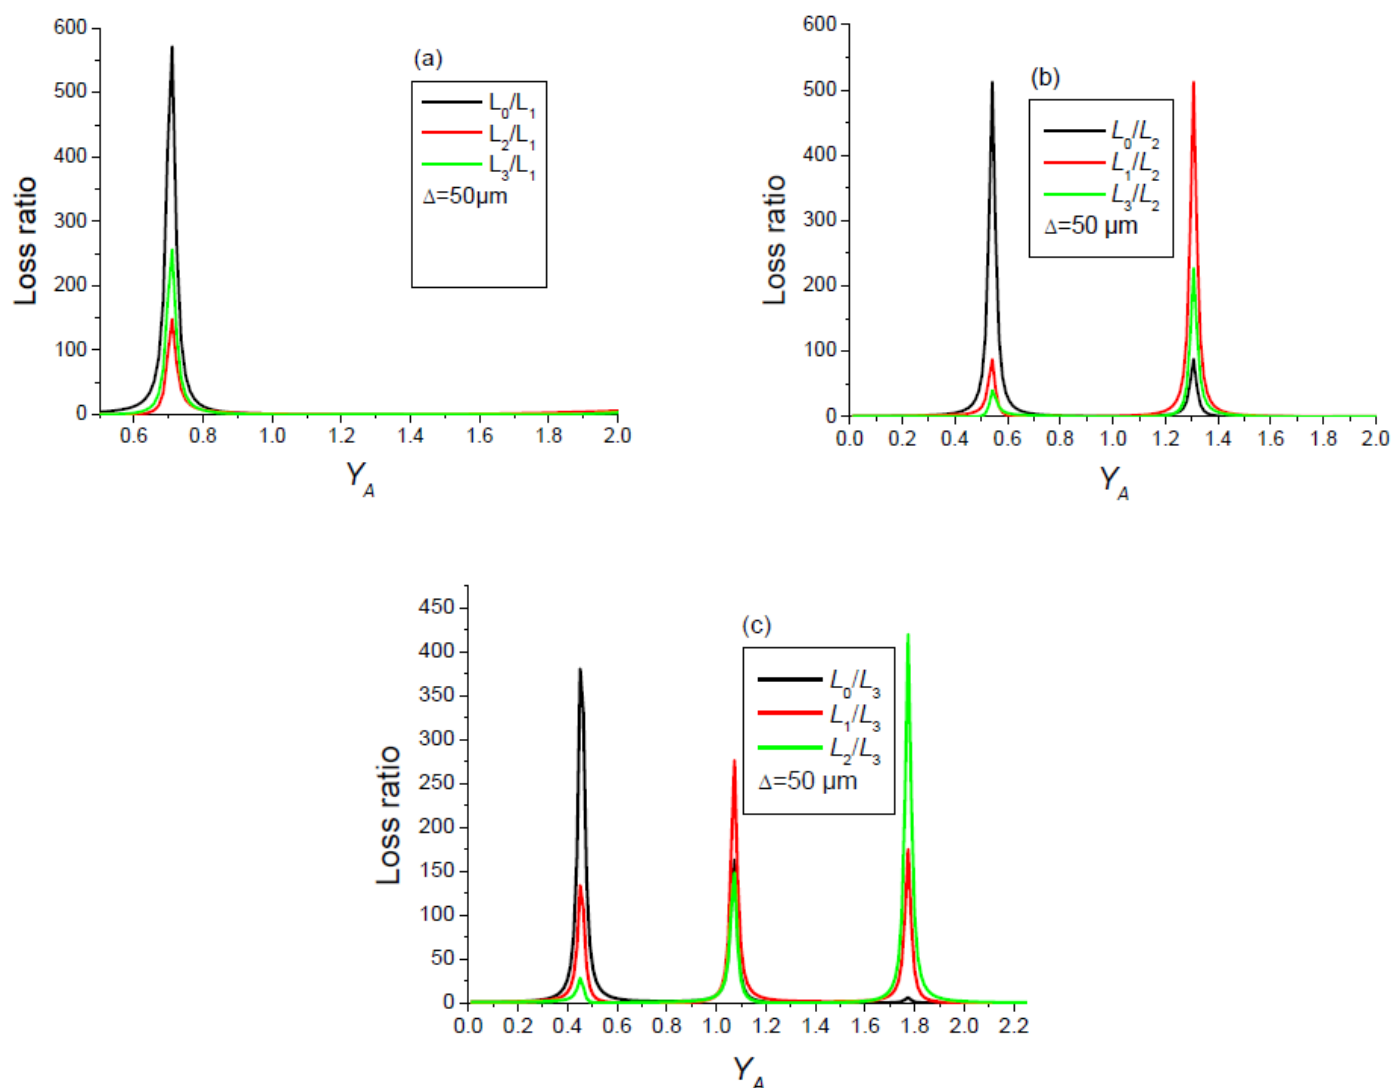 (a)
L0/L1
L2/L1
L3/L1
Δ=50μm
Loss ratio
600
500
400
300
200
100
0
0.6 0.8 1.0 1.2 1.4 1.6 1.8 2.0
YA
(b)
L0/L2
L1/L2
L3/L2
Δ=50 μm
Loss ratio
600
500
400
300
200
100
0
0.0 0.2 0.4 0.6 0.8 1.0 1.2 1.4 1.6 1.8 2.0
YA
(c)
L0/L3
L1/L3
L2/L3
Δ=50 μm
Loss ratio
450
400
350
300
250
200
150
100
50
0
0.0 0.2 0.4 0.6 0.8 1.0 1.2 1.4 1.6 1.8 2.0 2.2
YA